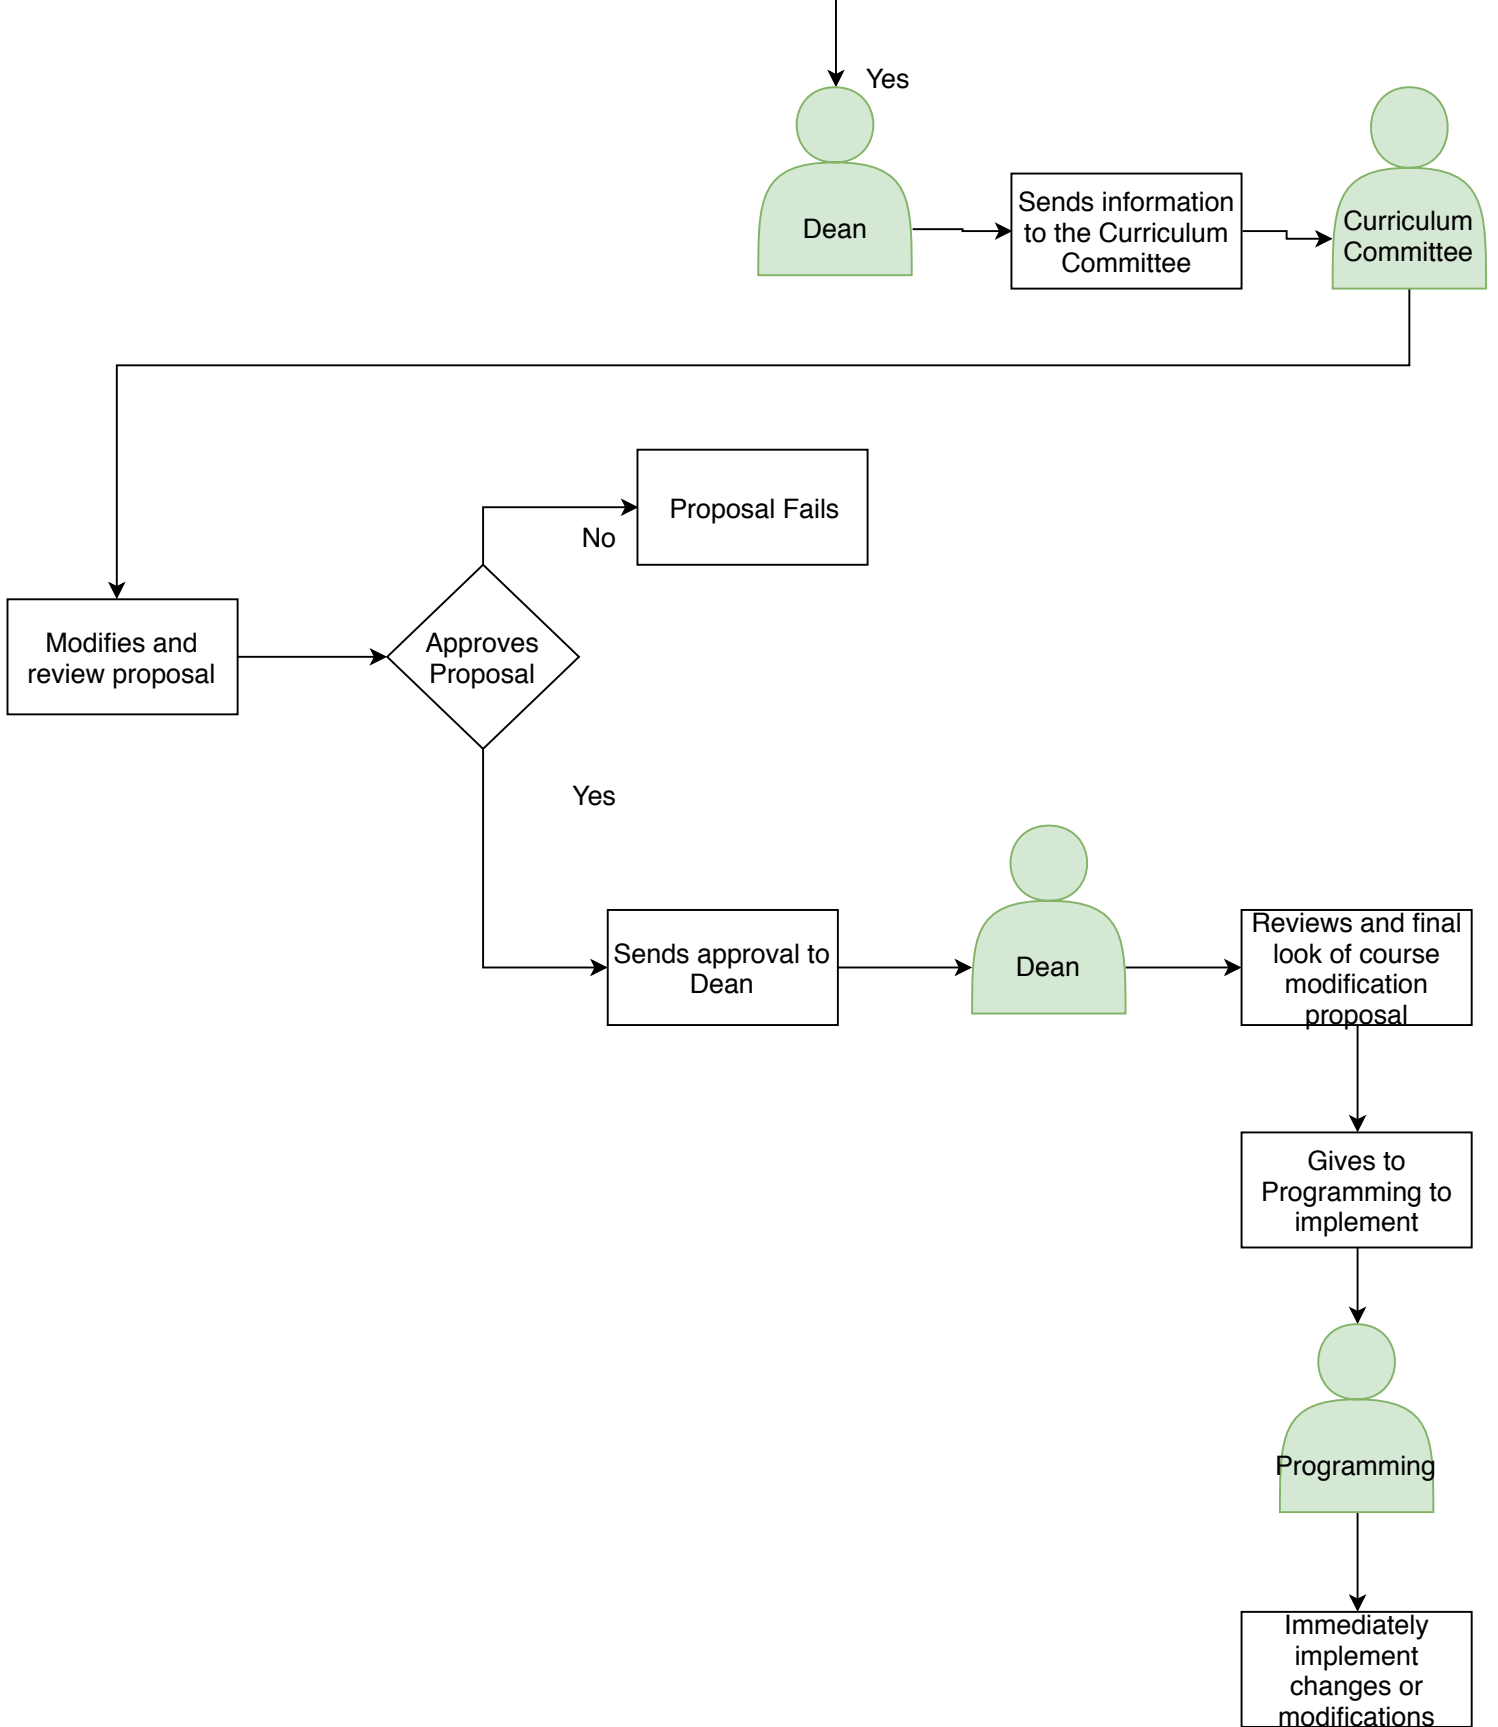 Yes
Dean
Sends information
to the Curriculum
Committee
Curriculum
Committee
Proposal Fails
No
Modifies and
review proposal
Approves
Proposal
Yes
Sends approval to
Dean
Dean
Reviews and final
look of course
modification
proposal
Gives to
Programming to
implement
Programming
Immediately
implement
changes or
modifications